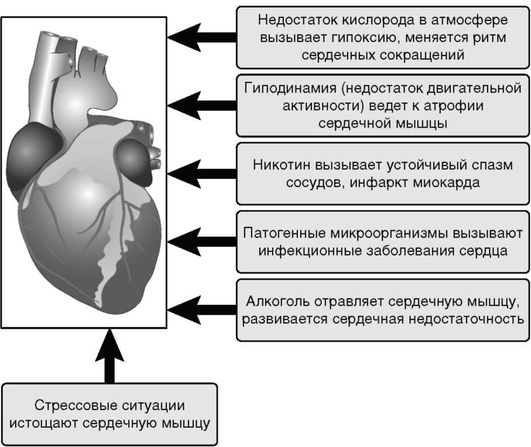 Недостаток кислорода в атмосфере
вызывает гипоксию, меняется ритм
сердечных сокращений
Гиподинамия (недостаток двигательной
активности) ведет к атрофии
сердечной мышцы
Никотин вызывает устойчивый спазм
сосудов, инфаркт миокарда
Патогенные микроорганизмы вызывают
инфекционные заболевания сердца
Алкоголь отравляет сердечную мышцу,
развивается сердечная недостаточность
Стрессовые ситуации
истощают сердечную мышцу